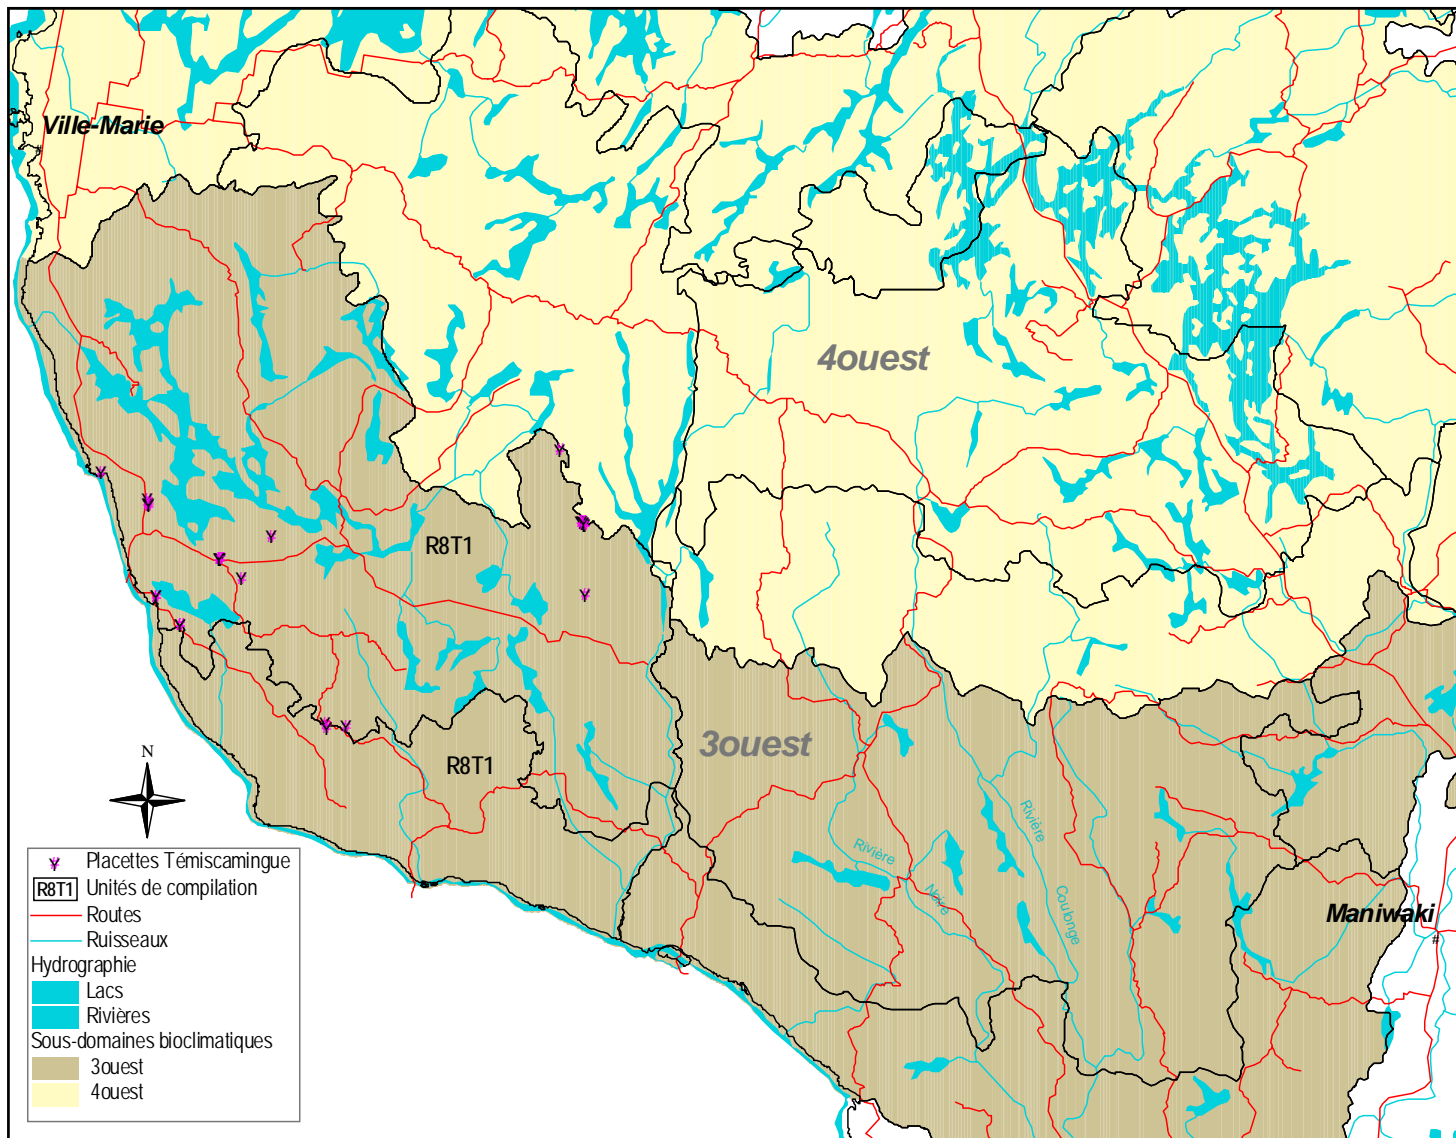 Ville-Marie
4ouest
R8T1
3ouest
R8T1
Rivière
Noire
Rivière
Coulonge
Maniwaki
N
Placettes Témiscamingue
R8T1 Unités de compilation
Routes
Ruisseaux
Hydrographie
Lacs
Rivières
Sous-domaines bioclimatiques
3ouest
4ouest